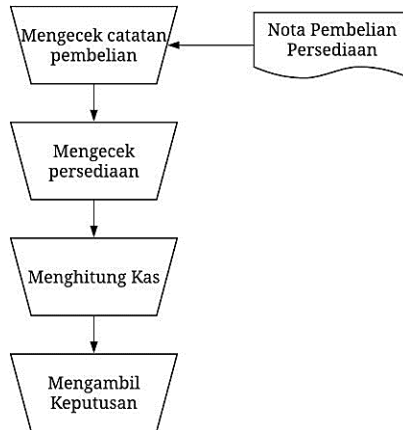 Mengecek catatan
pembelian
Nota Pembelian
Persediaan
Mengecek
persediaan
Menghitung Kas
Mengambil
Keputusan